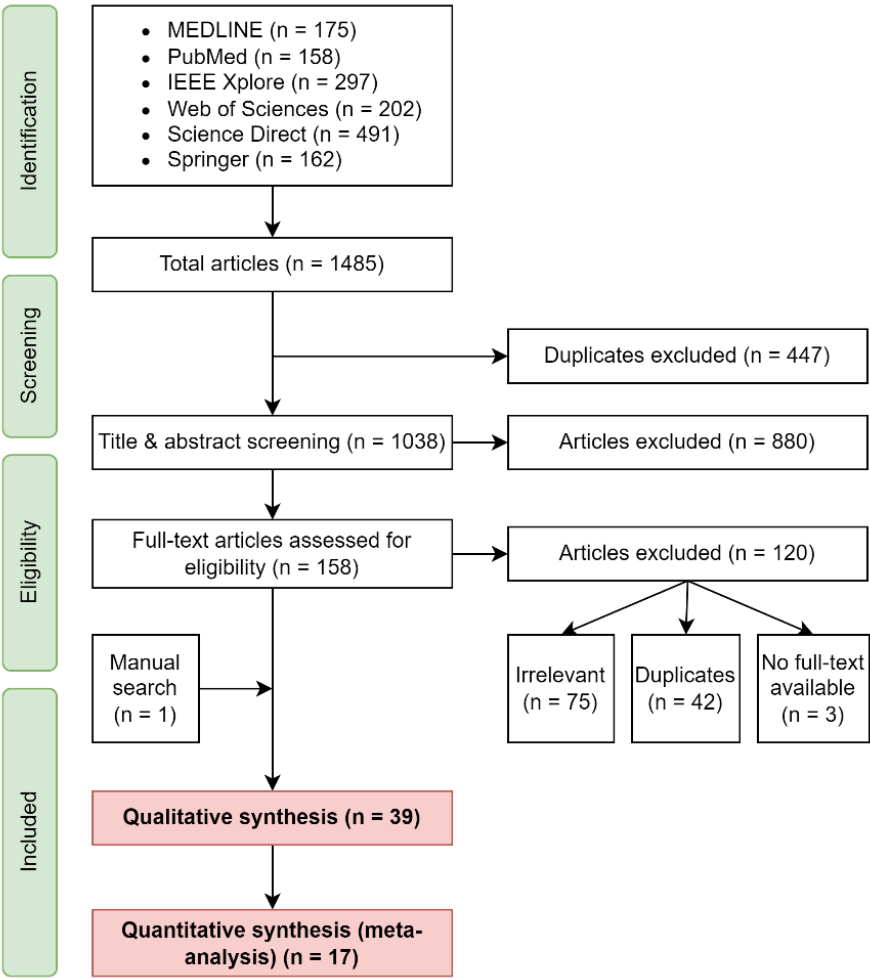 Identification
• MEDLINE (n = 175)
• PubMed (n = 158)
• IEEE Xplore (n = 297)
• Web of Sciences (n = 202)
• Science Direct (n = 491)
• Springer (n = 162)
Total articles (n = 1485)
Screening
Duplicates excluded (n = 447)
Title & abstract screening (n = 1038)
Articles excluded (n = 880)
Eligibility
Full-text articles assessed for
eligibility (n = 158)
Articles excluded (n = 120)
Manual
search
(n = 1)
Irrelevant
(n = 75)
Duplicates
(n = 42)
No full-text
available
(n = 3)
Included
Qualitative synthesis (n = 39)
Quantitative synthesis (meta-
analysis) (n = 17)